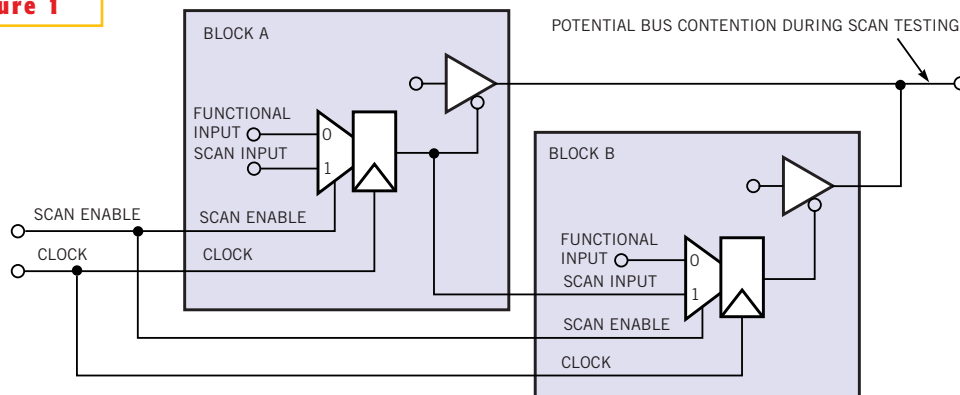 ure 1
BLOCK A
POTENTIAL BUS CONTENTION DURING SCAN TESTING
FUNCTIONAL
INPUT
0
SCAN INPUT
1
BLOCK B
SCAN ENABLE
SCAN ENABLE
CLOCK
CLOCK
FUNCTIONAL
INPUT
0
SCAN INPUT
1
SCAN ENABLE
CLOCK